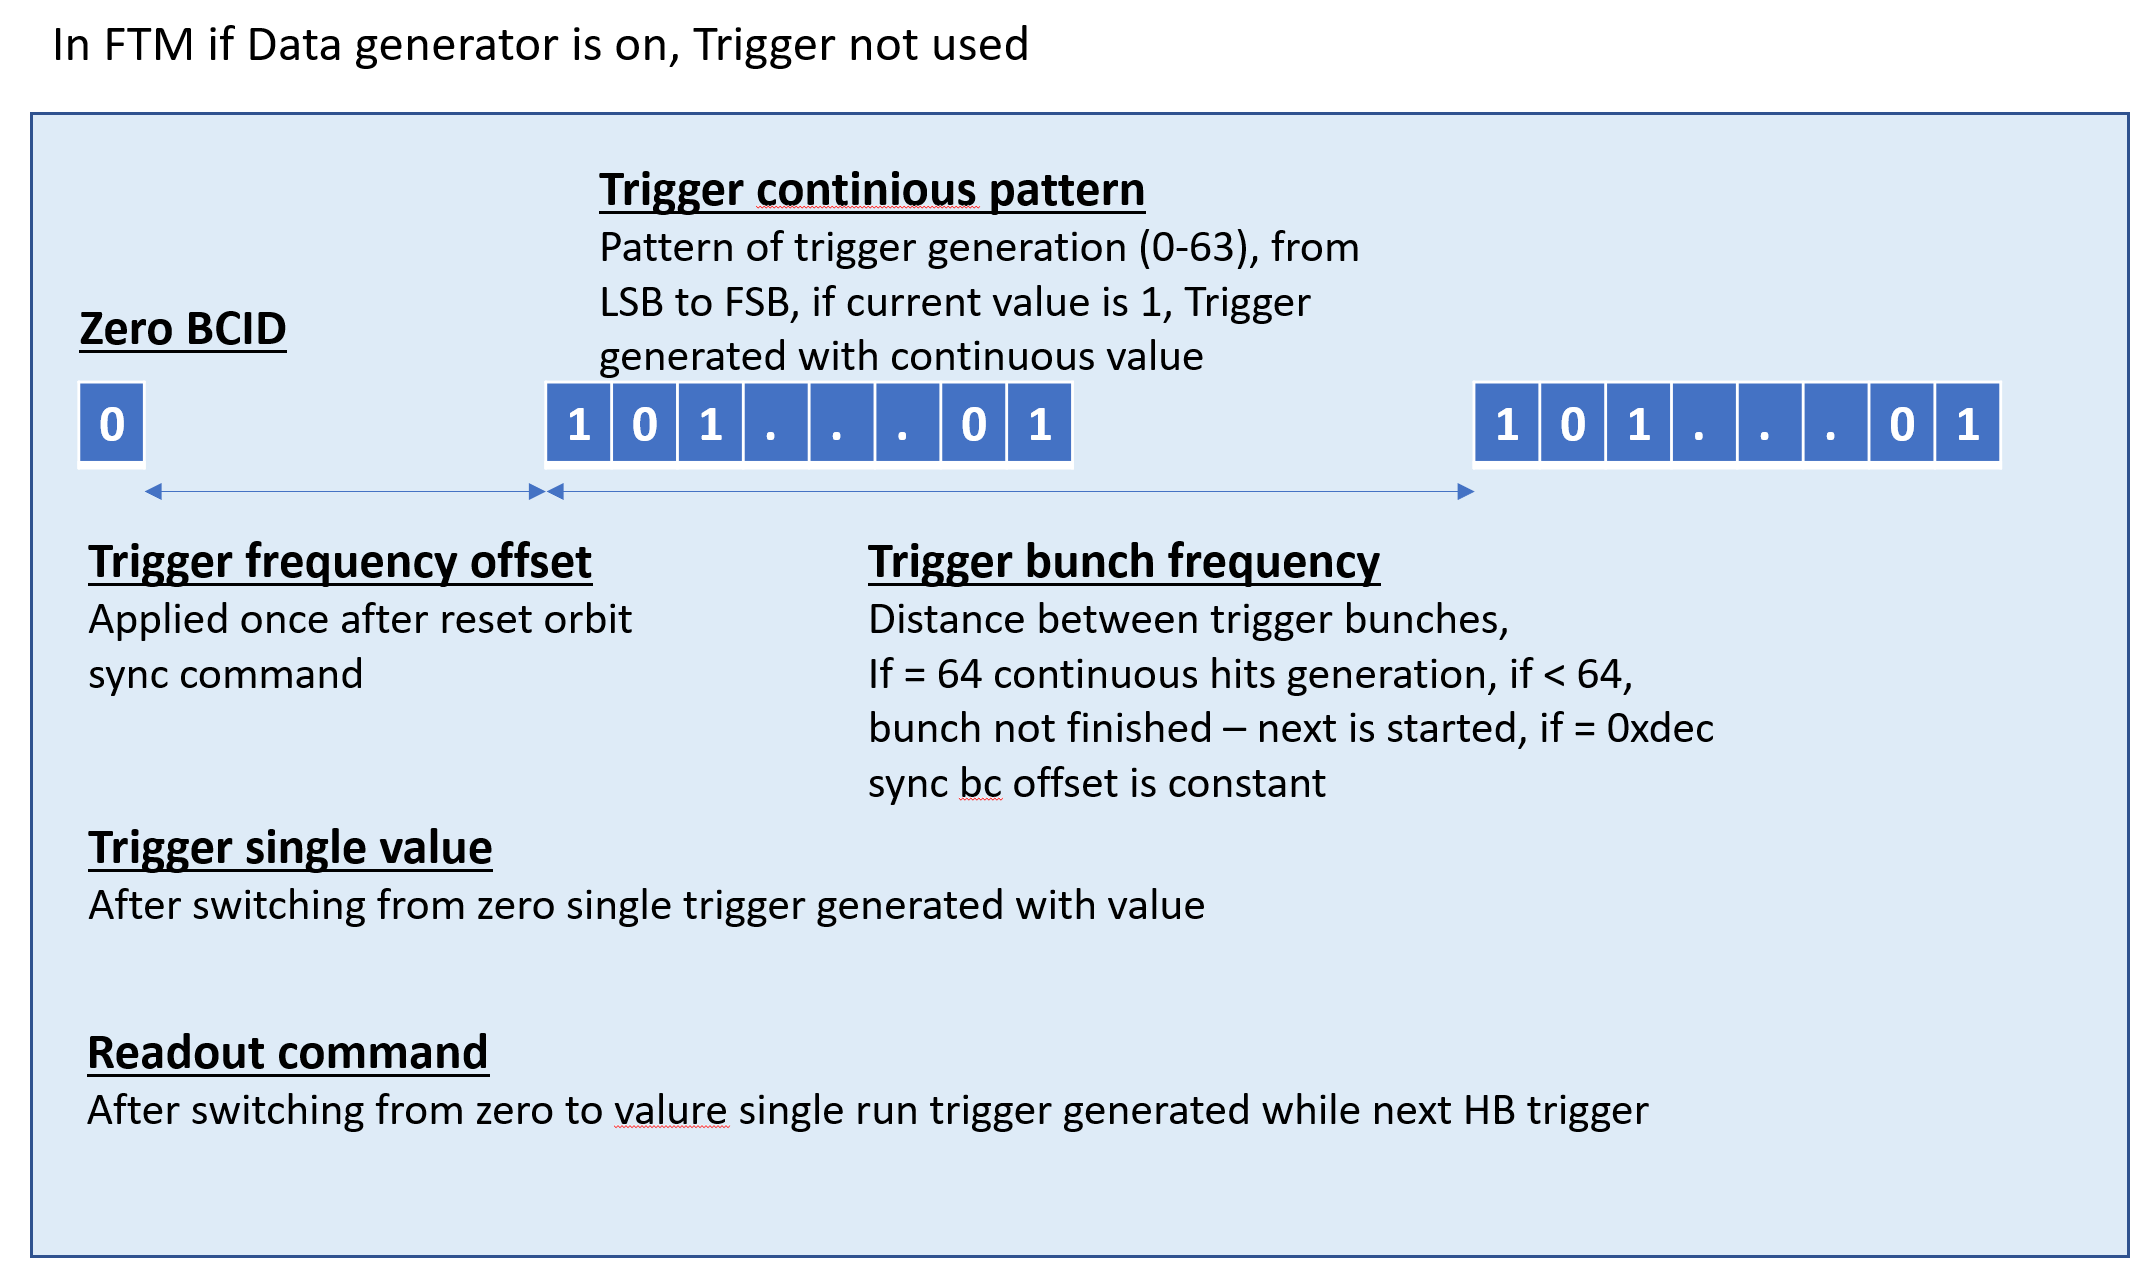 In FTM if Data generator is on, Trigger not used
Trigger continious pattern
Pattern of trigger generation (0-63), from
LSB to FSB, if current value is 1, Trigger
generated with continuous value
Zero BCID
0
1 0 1 . . . 0 1
1 0 1 . . . 0 1
Trigger frequency offset
Applied once after reset orbit
sync command
Trigger bunch frequency
Distance between trigger bunches,
If = 64 continuous hits generation, if < 64,
bunch not finished – next is started, if = 0xdec
sync bc offset is constant
Trigger single value
After switching from zero single trigger generated with value
Readout command
After switching from zero to valure single run trigger generated while next HB trigger